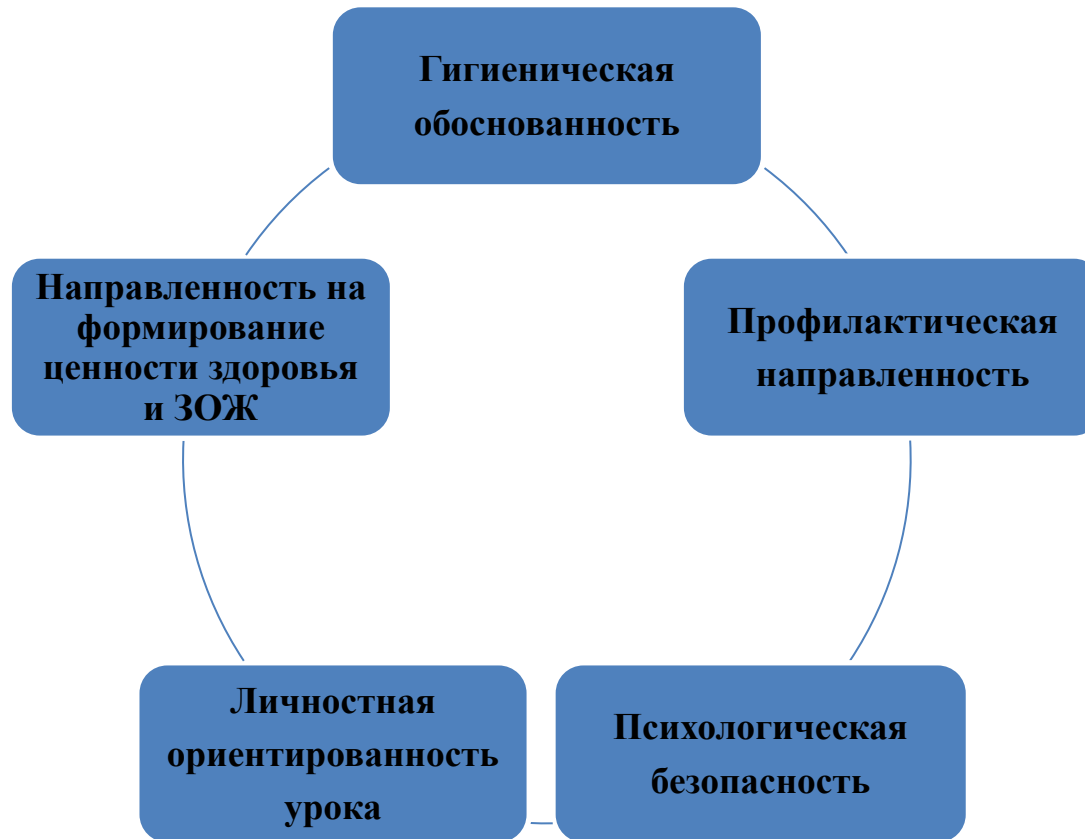 Гигиеническая
обоснованность
Направленность на
формирование
ценности здоровья
и ЗОЖ
Профилактическая
направленность
Личностная
ориентированность
урока
Психологическая
безопасность